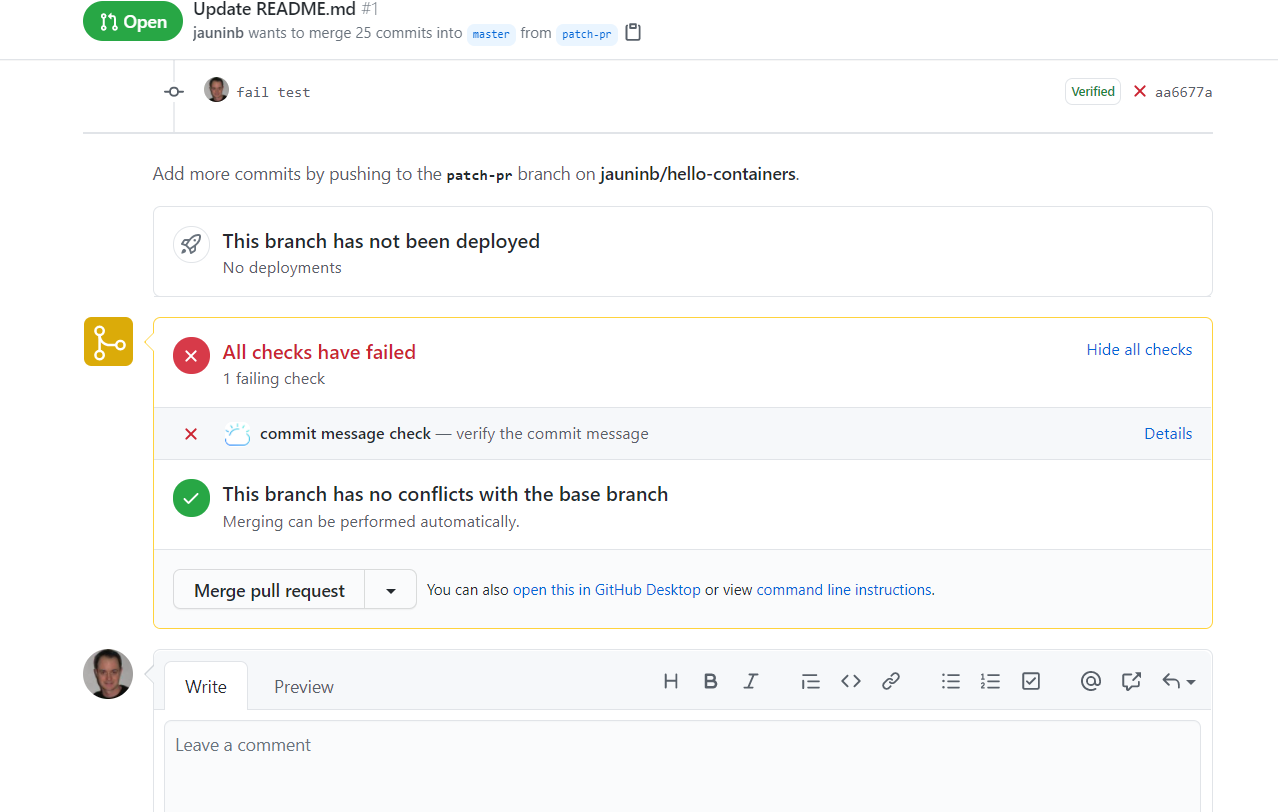 Open
Update README.md #1
jauninb wants to merge 25 commits into master from patch-pr
fail test
Verified
aa6677a
Add more commits by pushing to the patch-pr branch on jauninb/hello-containers.
This branch has not been deployed
No deployments
All checks have failed
Hide all checks
1 failing check
commit message check — verify the commit message
Details
This branch has no conflicts with the base branch
Merging can be performed automatically.
Merge pull request
You can also open this in GitHub Desktop or view command line instructions.
Write
Preview
Leave a comment